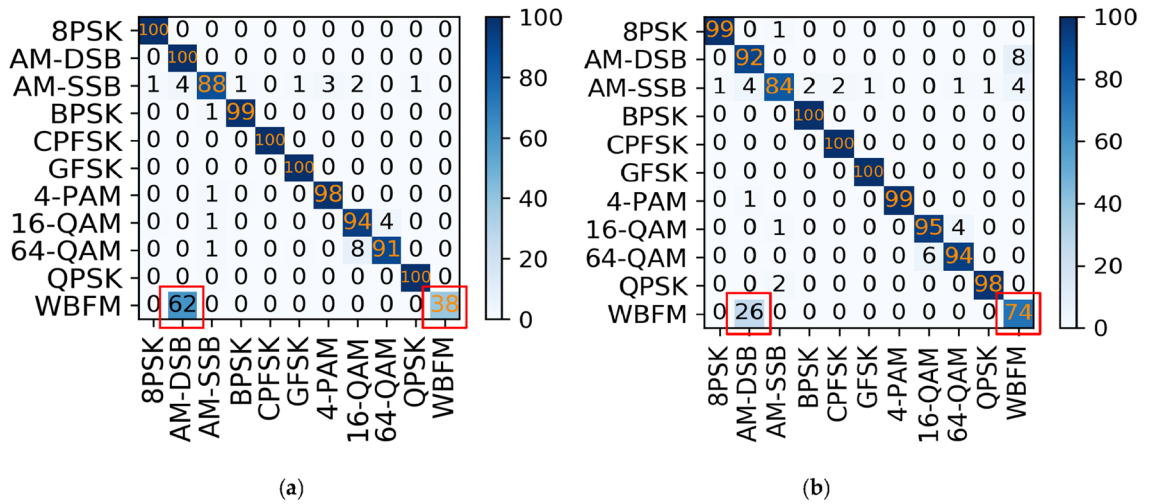 8PSK 100 0 0 0 0 0 0 0 0 0 0
AM-DSB 0 100 0 0 0 0 0 0 0 0 0
AM-SSB 1 4 88 1 0 1 3 2 0 1 0
BPSK 0 0 1 99 0 0 0 0 0 0 0
CPFSK 0 0 0 0 100 0 0 0 0 0 0
GFSK 0 0 0 0 0 100 0 0 0 0 0
4-PAM 0 0 1 0 0 0 98 0 0 0 0
16-QAM 0 0 1 0 0 0 0 94 4 0 0
64-QAM 0 0 1 0 0 0 0 8 91 0 0
QPSK 0 0 0 0 0 0 0 0 0 100 0
WBFM 0 62 0 0 0 0 0 0 0 0 38
8PSK AM-DSB AM-SSB BPSK CPFSK GFSK 4-PAM 16-QAM 64-QAM QPSK WBFM
100
80
60
40
20
0
(a)
8PSK 99 0 1 0 0 0 0 0 0 0 0
AM-DSB 0 92 0 0 0 0 0 0 0 0 8
AM-SSB 1 4 84 2 2 1 0 1 1 4
BPSK 0 0 0 100 0 0 0 0 0 0 0
CPFSK 0 0 0 0 100 0 0 0 0 0 0
GFSK 0 0 0 0 0 100 0 0 0 0 0
4-PAM 0 1 0 0 0 0 99 0 0 0 0
16-QAM 0 0 1 0 0 0 0 95 4 0 0
64-QAM 0 0 0 0 0 0 0 6 94 0 0
QPSK 0 0 2 0 0 0 0 0 0 98 0
WBFM 0 26 0 0 0 0 0 0 0 0 74
8PSK AM-DSB AM-SSB BPSK CPFSK GFSK 4-PAM 16-QAM 64-QAM QPSK WBFM
100
80
60
40
20
0
(b)